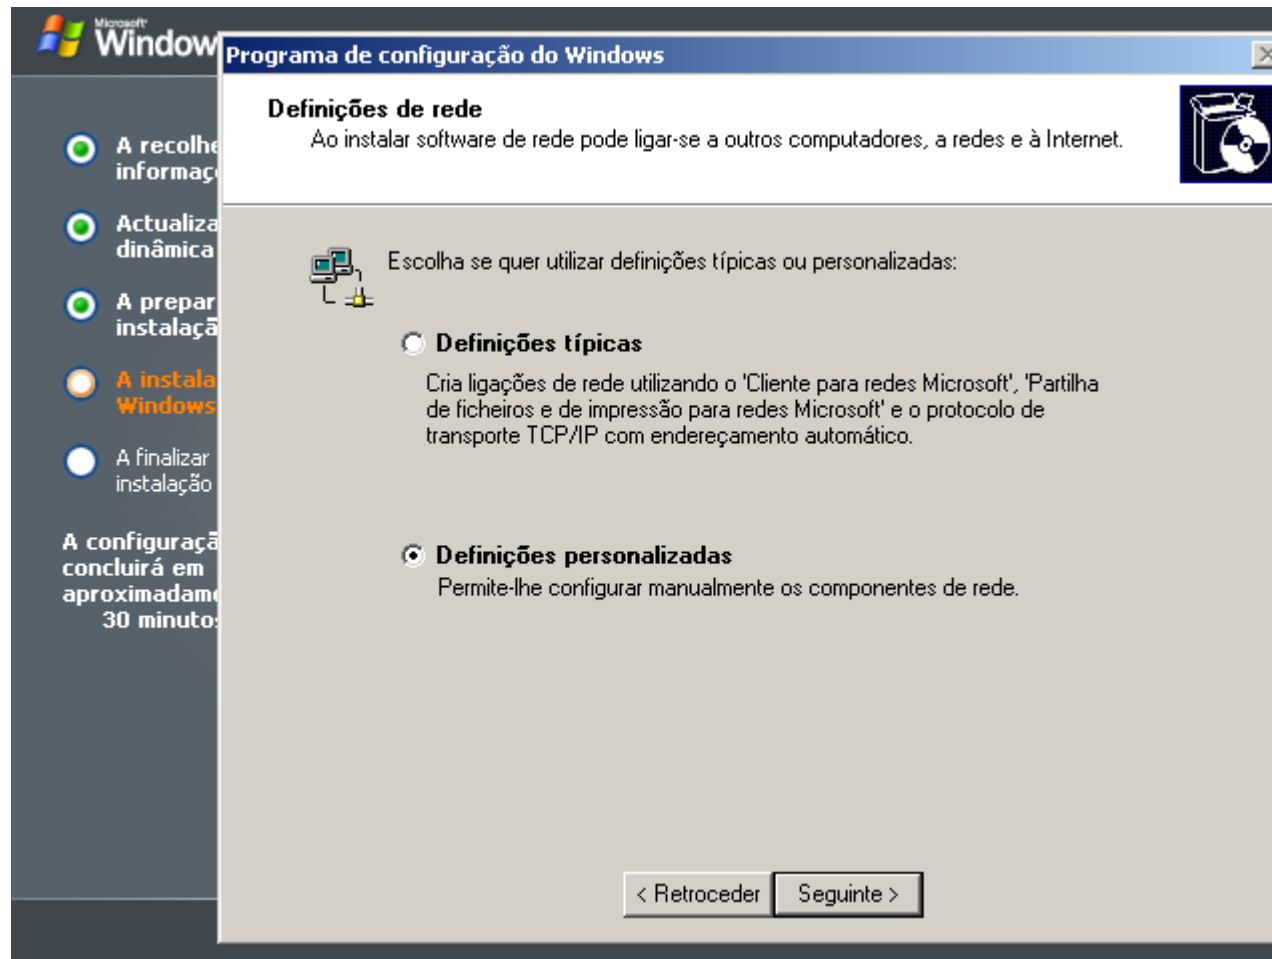 Microsoft
Window
Programa de configuração do Windows
Definições de rede
Ao instalar software de rede pode ligar-se a outros computadores, a redes e à Internet.
A recolhe
informaç
Actualiza
dinâmica
A prepar
instalaçã
A instala
Windows
A finalizar
instalação
A configuraçã
concluirá em
aproximadam
30 minuto
Escolha se quer utilizar definições típicas ou personalizadas:
Definições típicas
Cria ligações de rede utilizando o 'Cliente para redes Microsoft', 'Partilha
de ficheiros e de impressão para redes Microsoft' e o protocolo de
transporte TCP/IP com endereçamento automático.
Definições personalizadas
Permite-lhe configurar manualmente os componentes de rede.
< Retroceder
Seguinte >